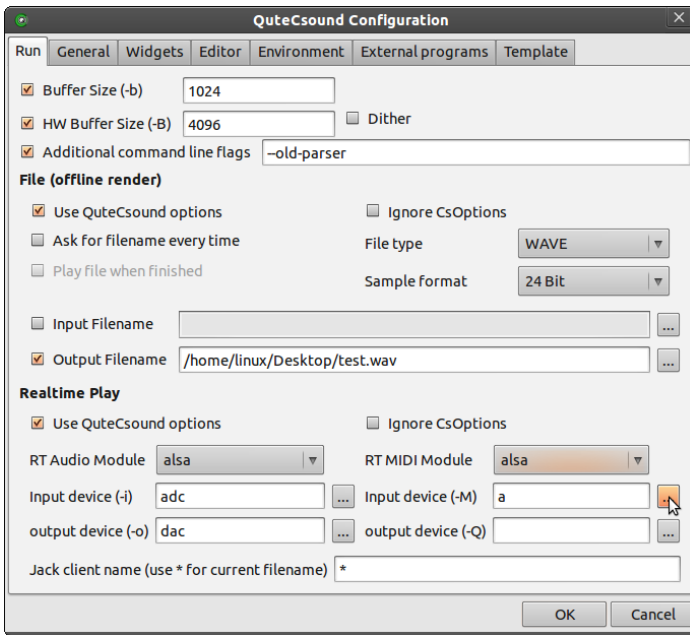 QuteCsound Configuration
Run General Widgets Editor Environment External programs Template
Buffer Size (-b) 1024
HW Buffer Size (-B) 4096 Dither
Additional command line flags --old-parser
File (offline render)
Use QuteCsound options Ignore CsOptions
Ask for filename every time File type WAVE
Play file when finished
Sample format 24 Bit
Input Filename ...
Output Filename /home/linux/Desktop/test.wav ...
Realtime Play
Use QuteCsound options Ignore CsOptions
RT Audio Module alsa RT MIDI Module alsa
Input device (-i) adc ... Input device (-M) a ...
output device (-o) dac ... output device (-Q) ...
Jack client name (use * for current filename) *
OK Cancel